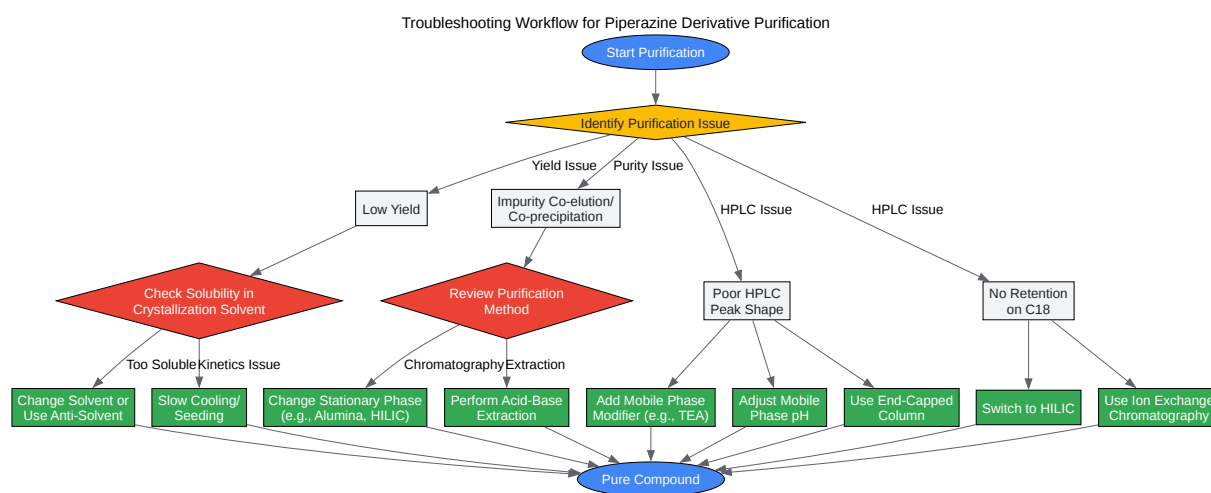 Troubleshooting Workflow for Piperazine Derivative Purification
Start Purification
Identify Purification Issue
Yield Issue
Purity Issue
HPLC Issue
HPLC Issue
Low Yield
Impurity Co-elution/
Co-precipitation
Check Solubility in
Crystallization Solvent
Review Purification
Method
Poor HPLC
Peak Shape
No Retention
on C18
Too Soluble
Kinetics Issue
Chromatography
Extraction
Change Solvent or
Use Anti-Solvent
Slow Cooling/
Seeding
Change Stationary Phase
(e.g., Alumina, HILIC)
Perform Acid-Base
Extraction
Add Mobile Phase
Modifier (e.g., TEA)
Adjust Mobile
Phase pH
Use End-Capped
Column
Switch to HILIC
Use Ion Exchange
Chromatography
Pure Compound